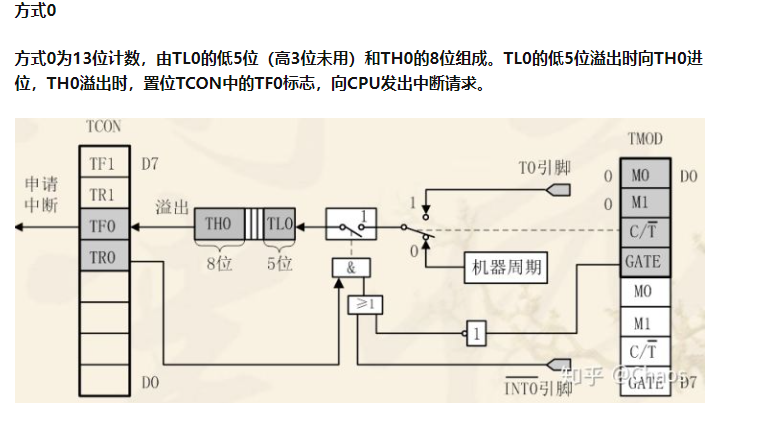 方式0
方式0为13位计数，由TL0的低5位（高3位未用）和TH0的8位组成。TL0的低5位溢出时向TH0进
位，TH0溢出时，置位TCON中的TF0标志，向CPU发出中断请求。
TCON
TMOD
TF1
D7
T0引脚
0
M0
D0
申请
中断
TR1
溢出
1
0
M1
TF0
TH0
TL0
1
C/T̅
TR0
8位
5位
0
机器周期
GATE
&
M0
≥1
1
M1
C/T̅
D0
I̅N̅T̅0̅引脚
GATE
D7
知乎 @Chaos